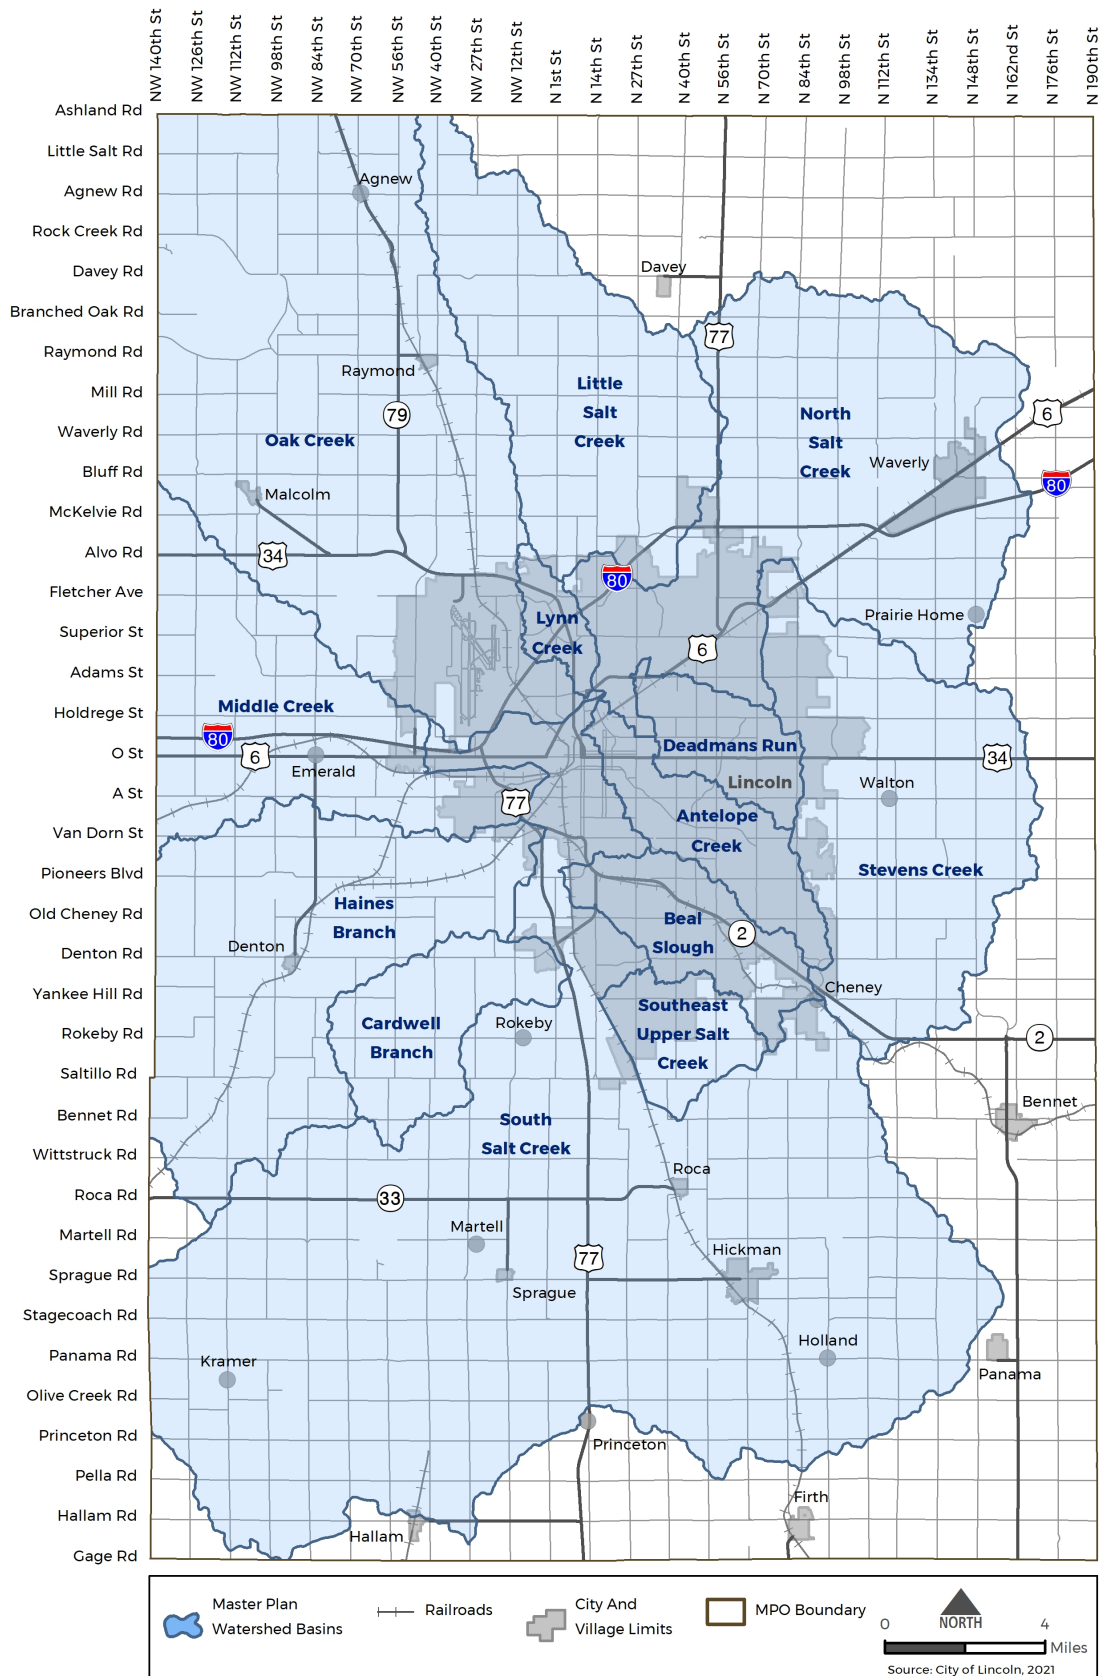 NW 140th St
NW 126th St
NW 112th St
NW 98th St
NW 84th St
NW 70th St
NW 56th St
NW 40th St
NW 27th St
NW 12th St
N 1st St
N 14th St
N 27th St
N 40th St
N 56th St
N 70th St
N 84th St
N 98th St
N 112th St
N 134th St
N 148th St
N 162nd St
N 176th St
N 190th St
Ashland Rd
Little Salt Rd
Agnew Rd
Rock Creek Rd
Davey Rd
Branched Oak Rd
Raymond Rd
Mill Rd
Waverly Rd
Bluff Rd
McKelvie Rd
Alvo Rd
Fletcher Ave
Superior St
Adams St
Holdrege St
O St
A St
Van Dorn St
Pioneers Blvd
Old Cheney Rd
Denton Rd
Yankee Hill Rd
Rokeby Rd
Saltillo Rd
Bennet Rd
Wittstruck Rd
Roca Rd
Martell Rd
Sprague Rd
Stagecoach Rd
Panama Rd
Olive Creek Rd
Princeton Rd
Pella Rd
Hallam Rd
Gage Rd
Agnew
Davey
77
Raymond
79
Little
Salt
Creek
North
Salt
Creek
6
Oak Creek
Waverly
80
Malcolm
34
80
Lynn
Creek
Prairie Home
6
Middle Creek
80
6
Emerald
Deadmans Run
34
Lincoln
Walton
77
Antelope
Creek
Stevens Creek
Haines
Branch
Beal
Slough
2
Denton
Cheney
Southeast
Upper Salt
Creek
Cardwell
Branch
Rokeby
2
Bennet
South
Salt Creek
Roca
33
Martell
77
Hickman
Sprague
Holland
Kramer
Panama
Princeton
Firth
Hallam
Master Plan
Watershed Basins
Railroads
City And
Village Limits
MPO Boundary
NORTH
0 4
Miles
Source: City of Lincoln, 2021